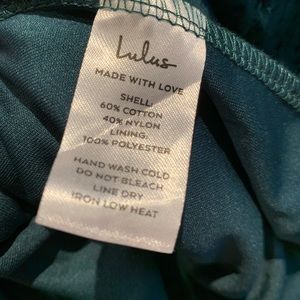 Lulus
MADE WITH LOVE
SHELL:
60% COTTON
40% NYLON
LINING:
100% POLYESTER
HAND WASH COLD
DO NOT BLEACH
LINE DRY
IRON LOW HEAT